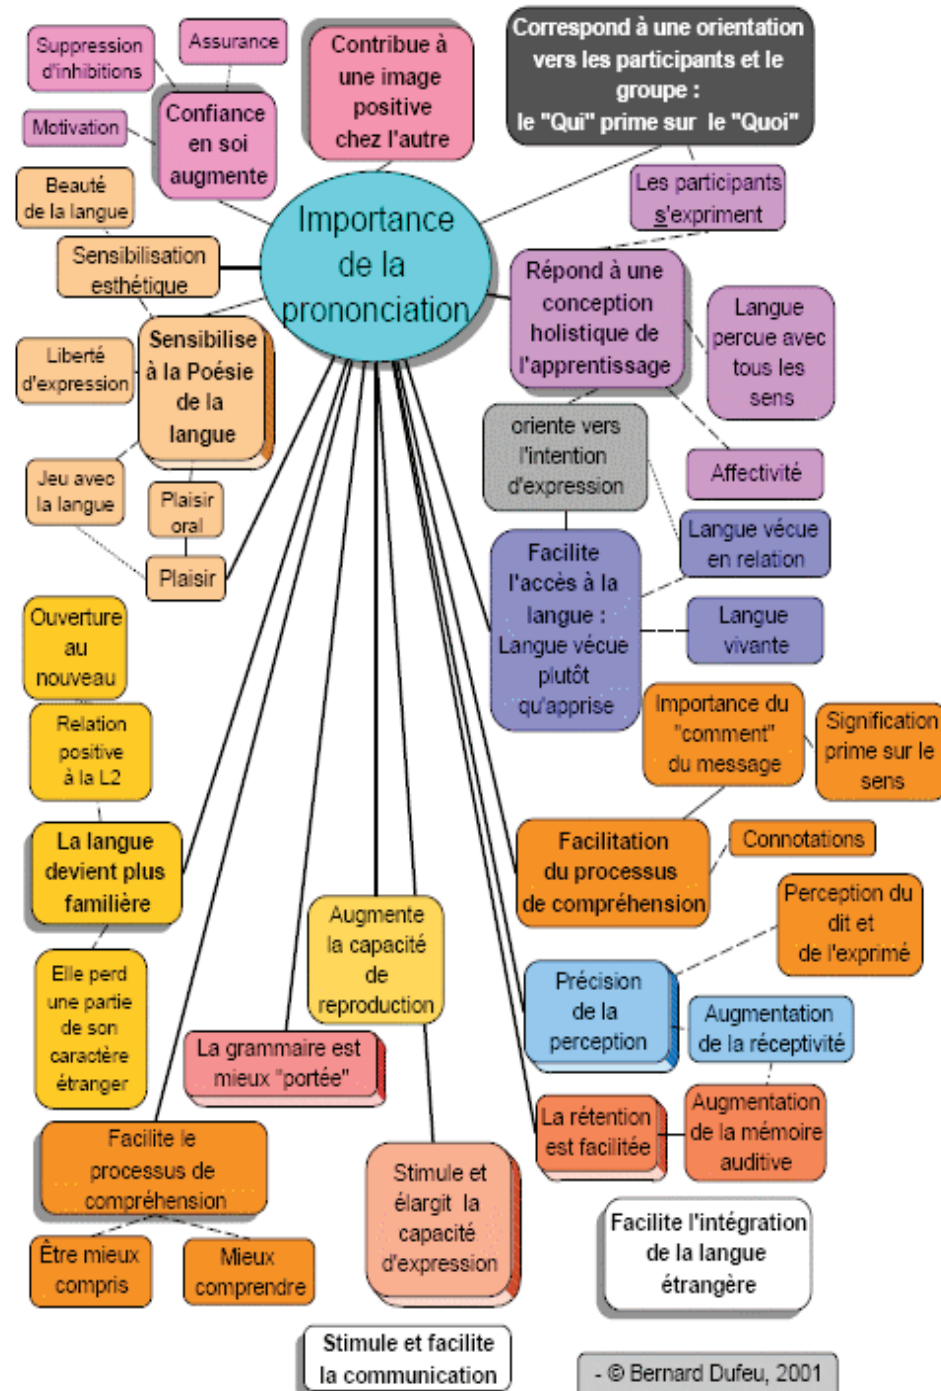 Suppression
d'inhibitions
Assurance
Motivation
Confiance
en soi
augmente
Contribue à
une image
positive
chez l'autre
Correspond à une orientation
vers les participants et le
groupe :
le "Qui" prime sur le "Quoi"
Les participants
s'expriment
Importance
de la
prononciation
Beauté
de la langue
Sensibilisation
esthétique
Sensibilise
à la Poésie
de la
langue
Liberté
d'expression
Jeu avec
la langue
Plaisir
oral
Plaisir
Répond à une
conception
holistique de
l'apprentissage
Langue
percue avec
tous les
sens
Affectivité
oriente vers
l'intention
d'expression
Facilite
l'accès à la
langue :
Langue vécue
plutôt
qu'apprise
Langue vécue
en relation
Langue
vivante
Ouverture
au
nouveau
Relation
positive
à la L2
La langue
devient plus
familière
Elle perd
une partie
de son
caractère
étranger
Importance du
"comment"
du message
Signification
prime sur le
sens
Facilitation
du processus
de compréhension
Connotations
Perception du
dit et
de l'exprimé
Précision
de la
perception
Augmentation
de la réceptivité
Augmente
la capacité
de
reproduction
La grammaire est
mieux "portée"
La rétention
est facilitée
Augmentation
de la mémoire
auditive
Facilite le
processus de
compréhension
Être mieux
compris
Mieux
comprendre
Stimule et
élargit la
capacité
d'expression
Facilite l'intégration
de la langue
étrangère
Stimule et facilite
la communication
- © Bernard Dufeu, 2001